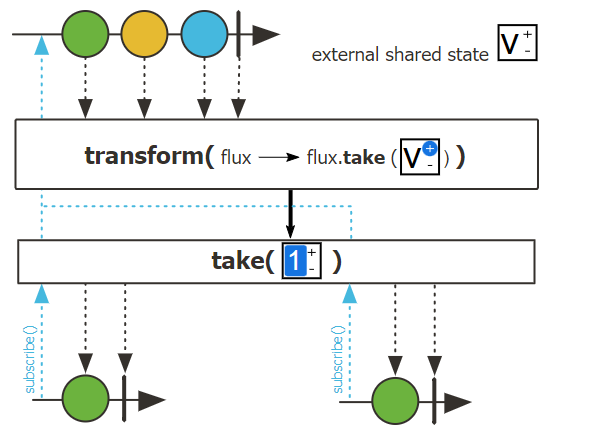 external shared state V + -
transform( flux flux.take ( V + - ) )
take( 1 + - )
subscribe()
subscribe()